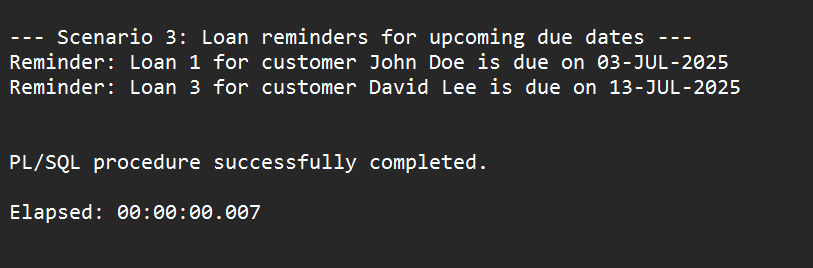 --- Scenario 3: Loan reminders for upcoming due dates ---
Reminder: Loan 1 for customer John Doe is due on 03-JUL-2025
Reminder: Loan 3 for customer David Lee is due on 13-JUL-2025
PL/SQL procedure successfully completed.
Elapsed: 00:00:00.007